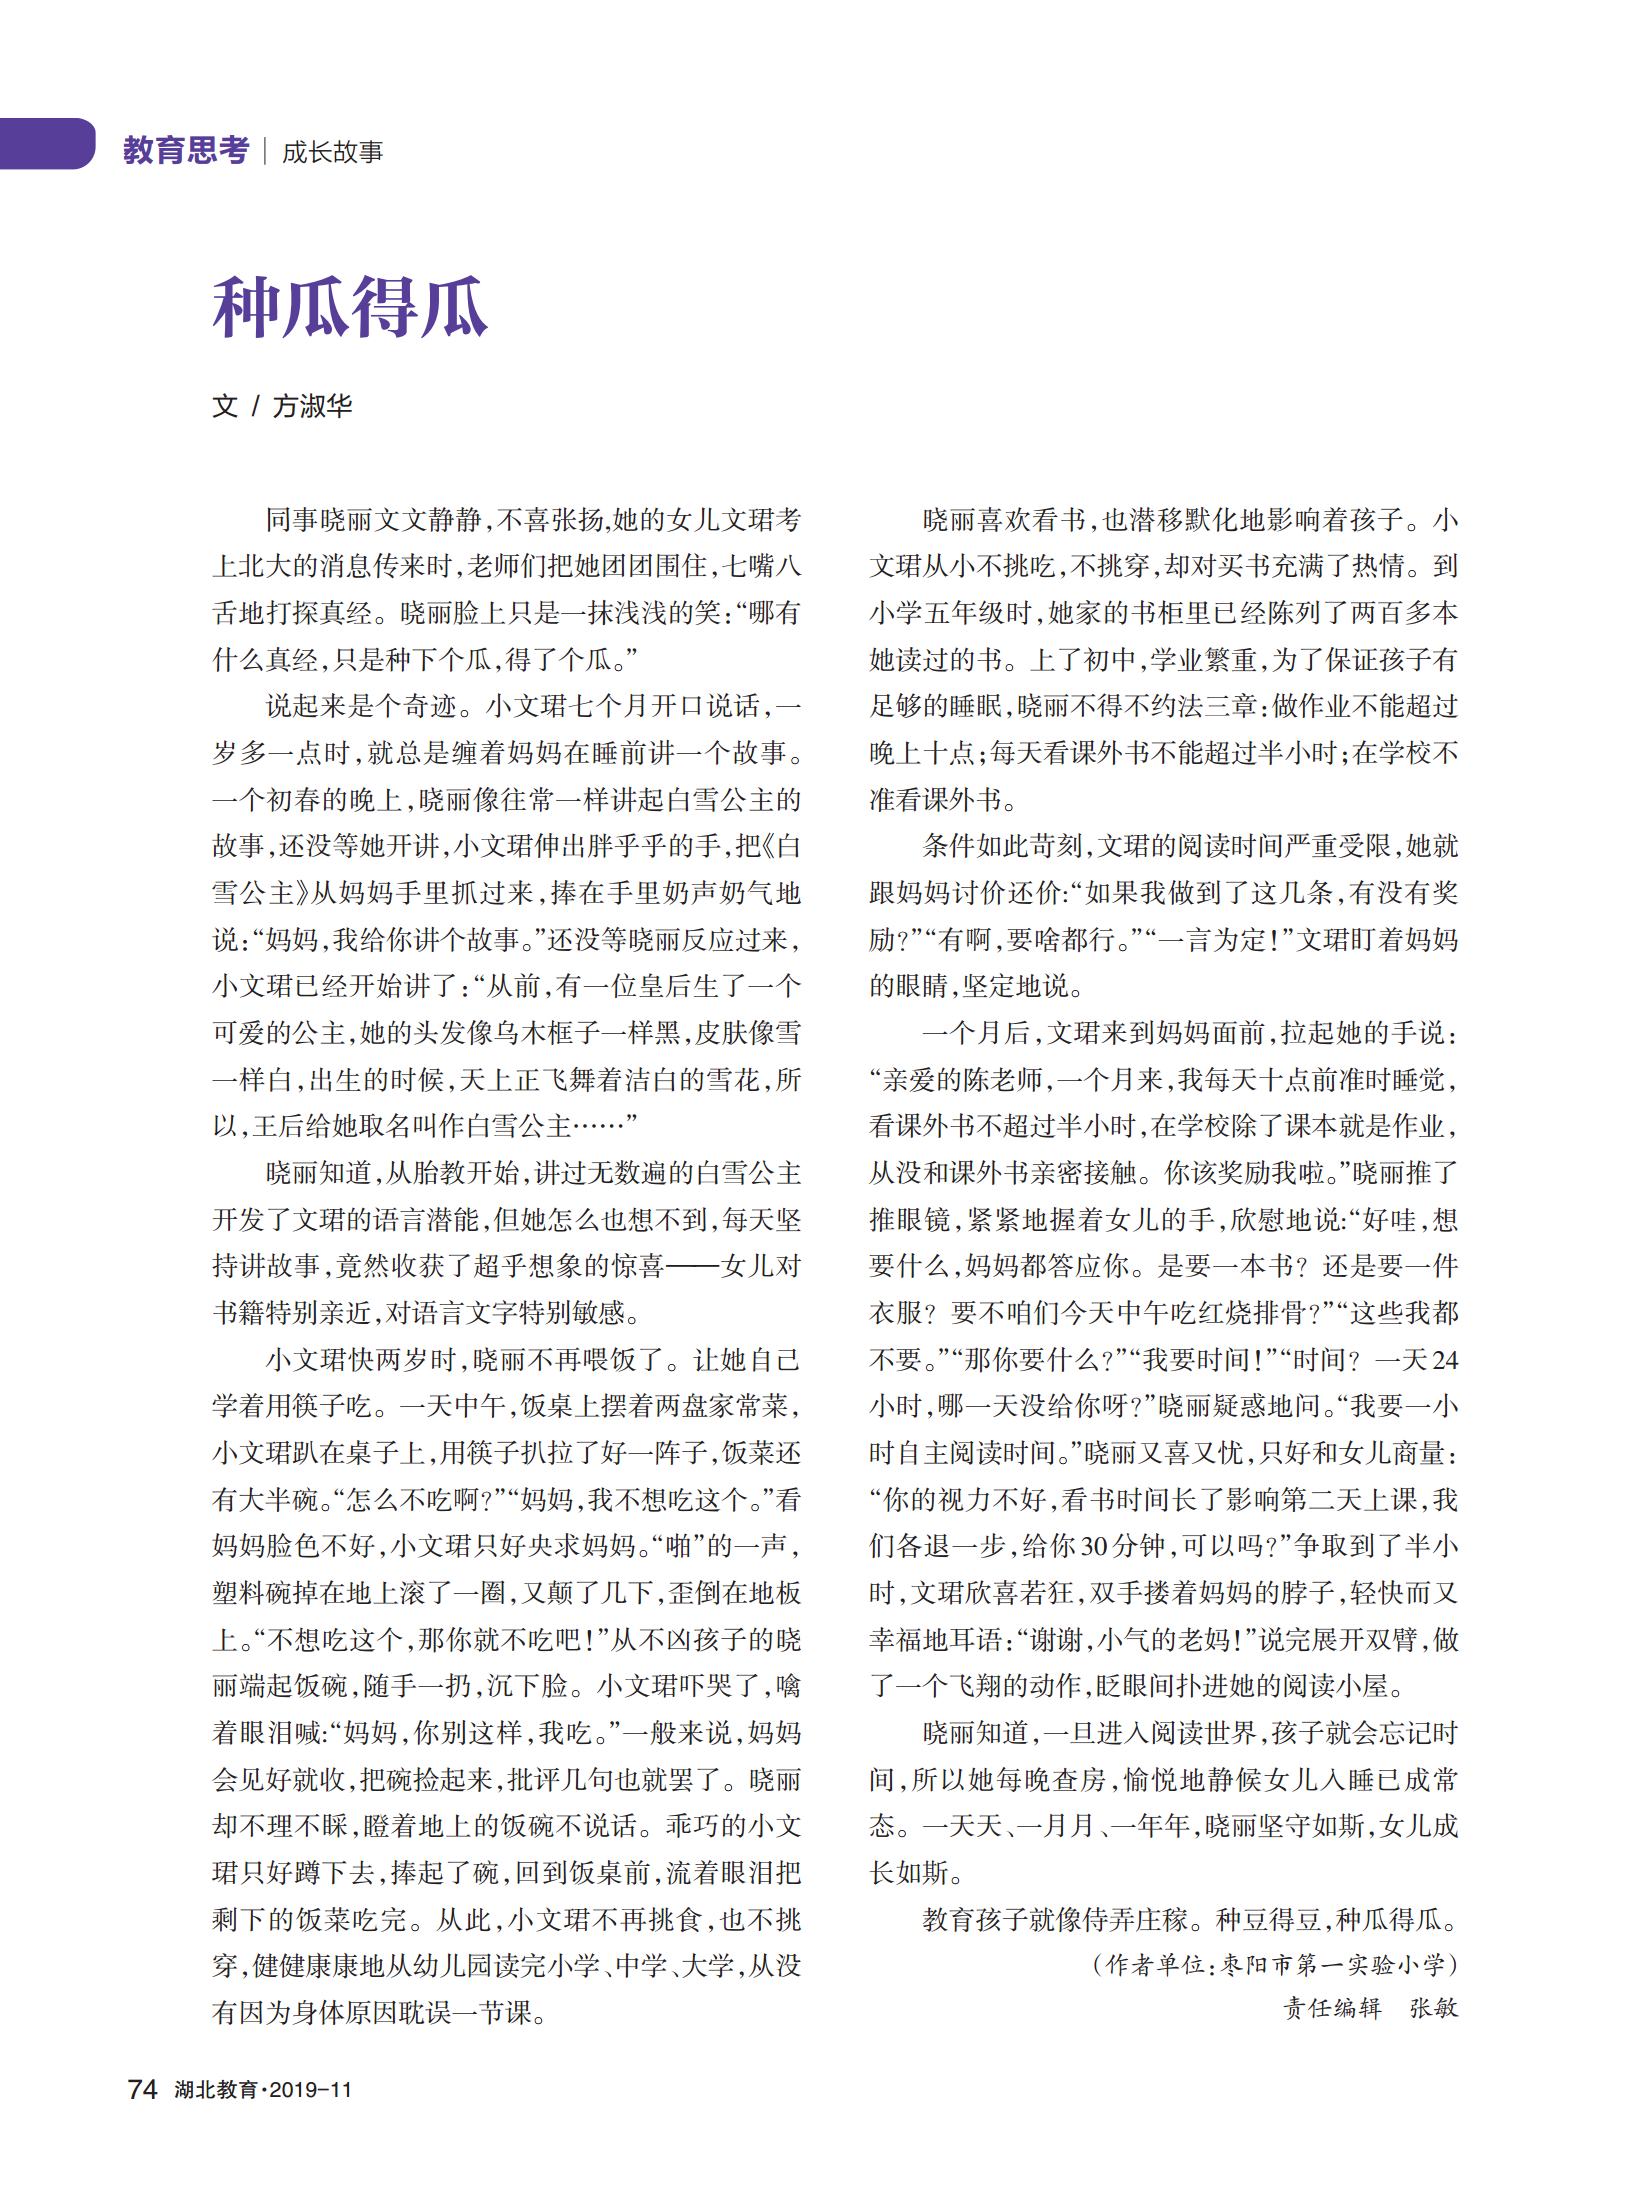 教育思考 | 成长故事
种瓜得瓜
文 / 方淑华
同事晓丽文文静静，不喜张扬,她的女儿文珺考
上北大的消息传来时，老师们把她团团围住，七嘴八
舌地打探真经。晓丽脸上只是一抹浅浅的笑：“哪有
什么真经，只是种下个瓜，得了个瓜。”
说起来是个奇迹。小文珺七个月开口说话，一
岁多一点时，就总是缠着妈妈在睡前讲一个故事。
一个初春的晚上，晓丽像往常一样讲起白雪公主的
故事，还没等她开讲，小文珺伸出胖乎乎的手，把《白
雪公主》从妈妈手里抓过来，捧在手里奶声奶气地
说：“妈妈，我给你讲个故事。”还没等晓丽反应过来，
小文珺已经开始讲了：“从前，有一位皇后生了一个
可爱的公主，她的头发像乌木框子一样黑，皮肤像雪
一样白，出生的时候，天上正飞舞着洁白的雪花，所
以，王后给她取名叫作白雪公主……”
晓丽知道，从胎教开始，讲过无数遍的白雪公主
开发了文珺的语言潜能，但她怎么也想不到，每天坚
持讲故事，竟然收获了超乎想象的惊喜——女儿对
书籍特别亲近，对语言文字特别敏感。
小文珺快两岁时，晓丽不再喂饭了。让她自己
学着用筷子吃。一天中午，饭桌上摆着两盘家常菜，
小文珺趴在桌子上，用筷子扒拉了好一阵子，饭菜还
有大半碗。“怎么不吃啊？”“妈妈，我不想吃这个。”看
妈妈脸色不好，小文珺只好央求妈妈。“啪”的一声，
塑料碗掉在地上滚了一圈，又颠了几下，歪倒在地板
上。“不想吃这个，那你就不吃吧！”从不凶孩子的晓
丽端起饭碗，随手一扔，沉下脸。小文珺吓哭了，噙
着眼泪喊:“妈妈，你别这样，我吃。”一般来说，妈妈
会见好就收，把碗捡起来，批评几句也就罢了。晓丽
却不理不睬，瞪着地上的饭碗不说话。乖巧的小文
珺只好蹲下去，捧起了碗，回到饭桌前，流着眼泪把
剩下的饭菜吃完。从此，小文珺不再挑食，也不挑
穿，健健康康地从幼儿园读完小学、中学、大学，从没
有因为身体原因耽误一节课。
晓丽喜欢看书，也潜移默化地影响着孩子。小
文珺从小不挑吃，不挑穿，却对买书充满了热情。到
小学五年级时，她家的书柜里已经陈列了两百多本
她读过的书。上了初中，学业繁重，为了保证孩子有
足够的睡眠，晓丽不得不约法三章：做作业不能超过
晚上十点；每天看课外书不能超过半小时；在学校不
准看课外书。
条件如此苛刻，文珺的阅读时间严重受限，她就
跟妈妈讨价还价:“如果我做到了这几条，有没有奖
励？”“有啊，要啥都行。”“一言为定！”文珺盯着妈妈
的眼睛，坚定地说。
一个月后，文珺来到妈妈面前，拉起她的手说：
“亲爱的陈老师，一个月来，我每天十点前准时睡觉，
看课外书不超过半小时，在学校除了课本就是作业，
从没和课外书亲密接触。你该奖励我啦。”晓丽推了
推眼镜，紧紧地握着女儿的手，欣慰地说:“好哇，想
要什么，妈妈都答应你。是要一本书？还是要一件
衣服？要不咱们今天中午吃红烧排骨？”“这些我都
不要。”“那你要什么？”“我要时间！”“时间？一天24
小时，哪一天没给你呀？”晓丽疑惑地问。“我要一小
时自主阅读时间。”晓丽又喜又忧，只好和女儿商量：
“你的视力不好，看书时间长了影响第二天上课，我
们各退一步，给你30分钟，可以吗？”争取到了半小
时，文珺欣喜若狂，双手搂着妈妈的脖子，轻快而又
幸福地耳语：“谢谢，小气的老妈！”说完展开双臂，做
了一个飞翔的动作，眨眼间扑进她的阅读小屋。
晓丽知道，一旦进入阅读世界，孩子就会忘记时
间，所以她每晚查房，愉悦地静候女儿入睡已成常
态。一天天、一月月、一年年，晓丽坚守如斯，女儿成
长如斯。
教育孩子就像侍弄庄稼。种豆得豆，种瓜得瓜。
（作者单位：枣阳市第一实验小学）
责任编辑　张敏
74 湖北教育·2019-11